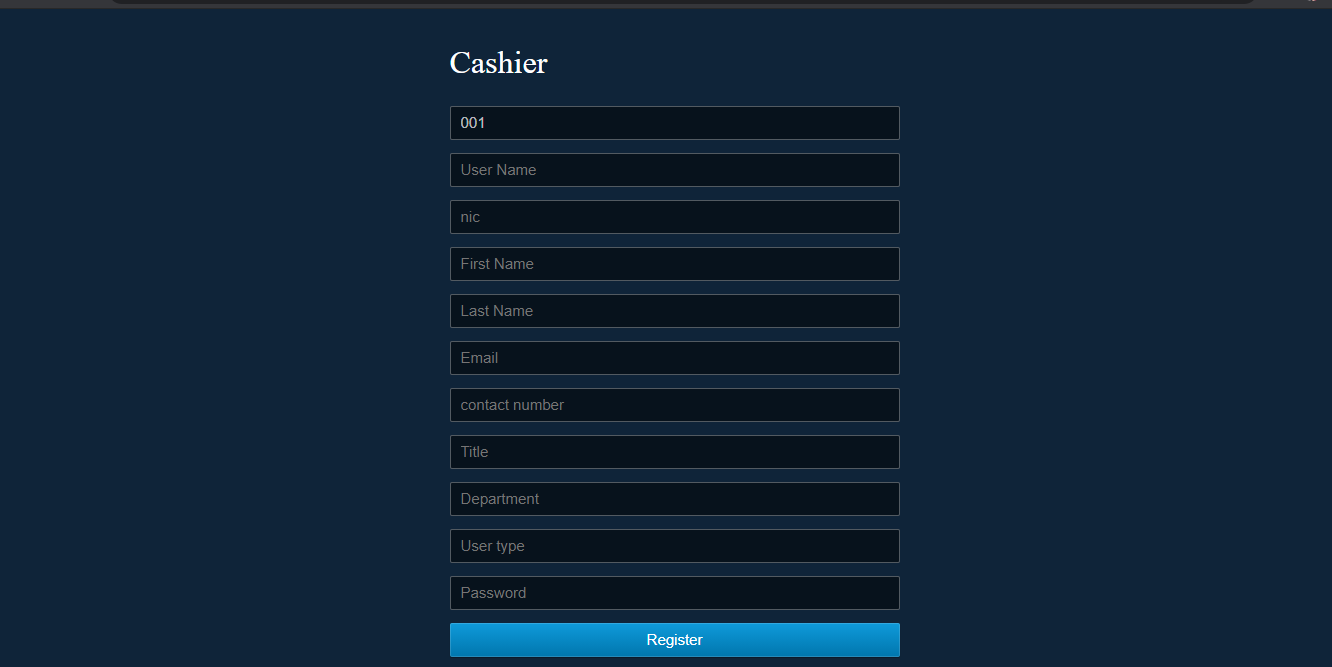 Cashier
001
User Name
nic
First Name
Last Name
Email
contact number
Title
Department
User type
Password
Register